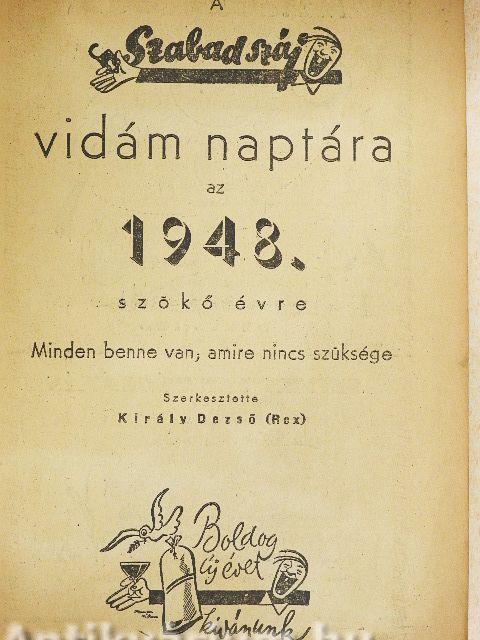 A
Szabad száj
vidám naptára
az
1948.
szökő évre
Minden benne van, amire nincs szüksége
Szerkesztette
Király Dezső (Rex)
Boldog
új évet
kívánunk